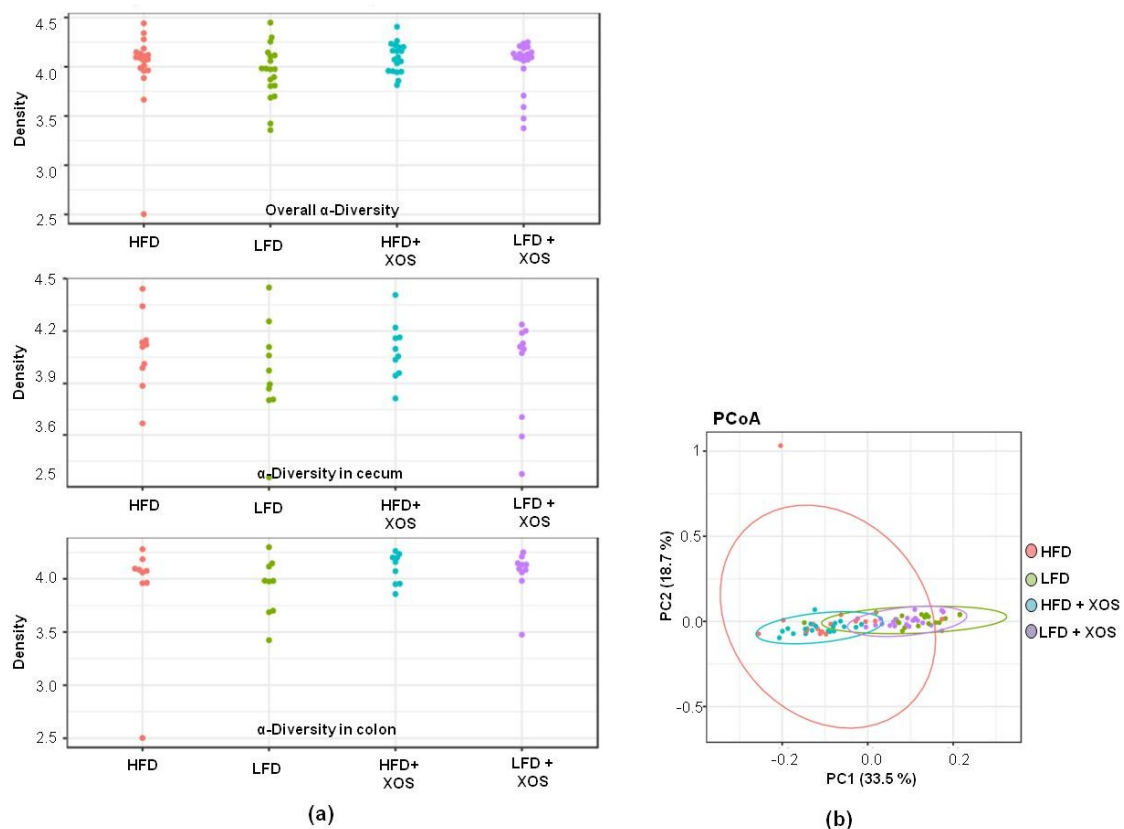 4.5
4.0
3.5
3.0
2.5
Density
Overall α-Diversity
HFD
LFD
HFD+
XOS
LFD +
XOS
4.5
4.2
3.9
3.6
2.5
Density
α-Diversity in cecum
HFD
LFD
HFD+
XOS
LFD +
XOS
4.0
3.5
3.0
2.5
Density
α-Diversity in colon
HFD
LFD
HFD+
XOS
LFD +
XOS
(a)
PCoA
1
0.5
0.0
-0.5
PC2 (18.7 %)
-0.2
0.0
0.2
PC1 (33.5 %)
HFD
LFD
HFD + XOS
LFD + XOS
(b)